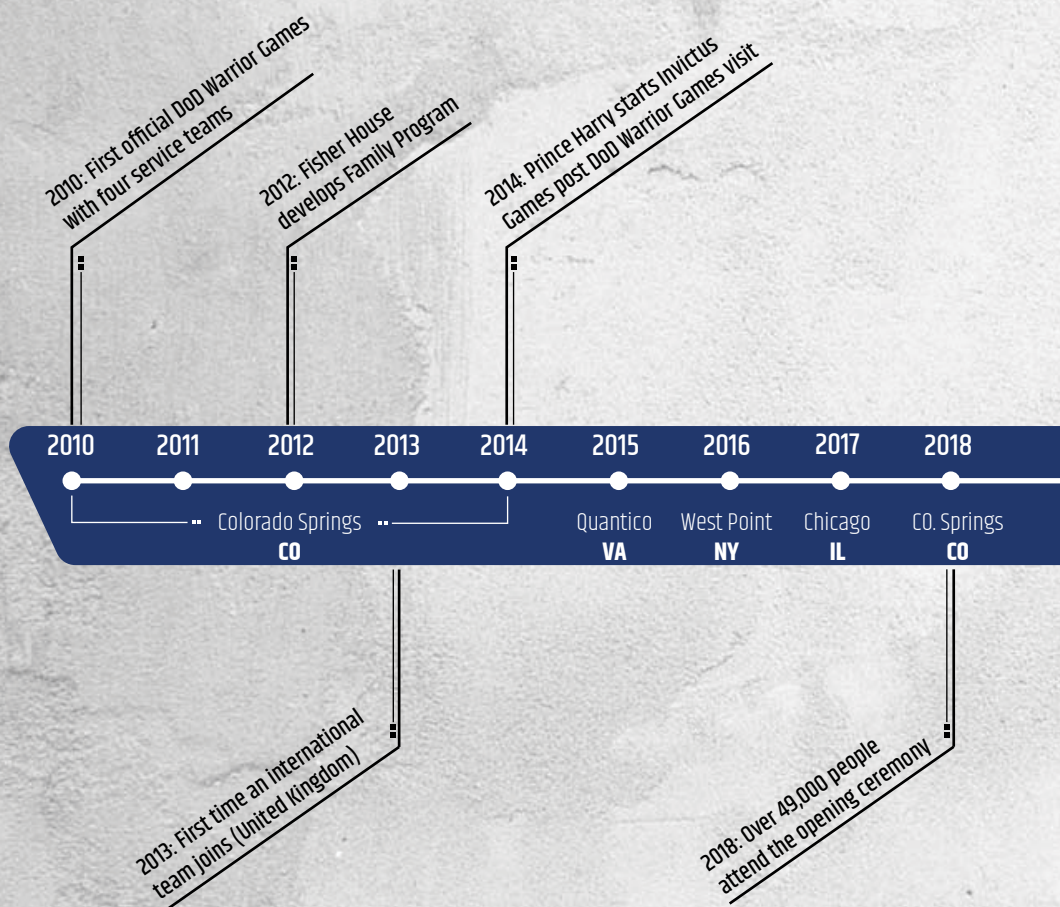 2010: First official DoD Warrior Games
with four service teams
2012: Fisher House
develops Family Program
2014: Prince Harry starts Invictus
Games post DoD Warrior Games visit
2010 2011 2012 2013 2014 2015 2016 2017 2018
Colorado Springs
CO
Quantico
VA
West Point
NY
Chicago
IL
CO. Springs
CO
2013: First time an international
team joins (United Kingdom)
2018: Over 49,000 people
attend the opening ceremony